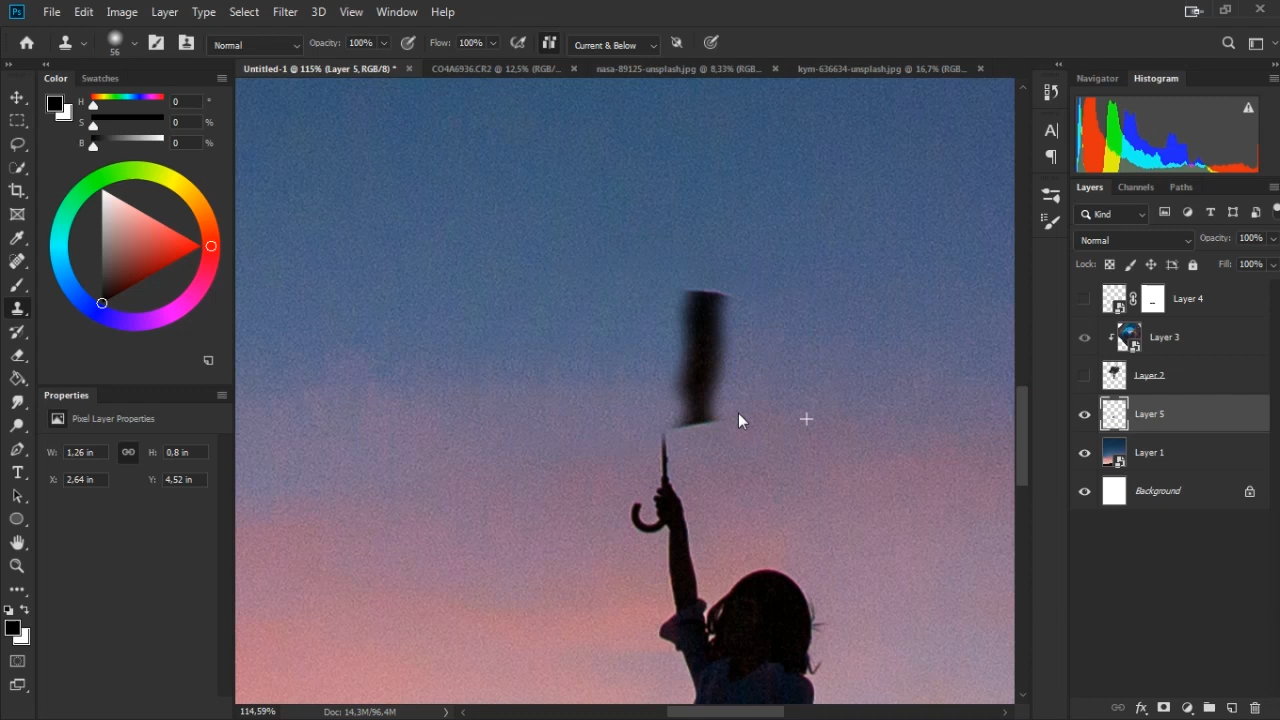 Ps File Edit Image Layer Type Select Filter 3D View Window Help
56 Normal Opacity: 100% Flow: 100% Current & Below
Untitled-1 @ 115% (Layer 5, RGB/8) * CO4A6936.CR2 @ 12,5% (RGB/... nasa-89125-unsplash.jpg @ 8,33% (RGB... kym-636634-unsplash.jpg @ 16,7% (RGB...
Color Swatches
H 0 °
S 0 %
B 0 %
Properties
Pixel Layer Properties
W: 1,26 in H: 0,8 in
X: 2,64 in Y: 4,52 in
114,59% Doc: 14,3M/96,4M
Navigator Histogram
Layers Channels Paths
Kind
Normal Opacity: 100%
Lock: Fill: 100%
Layer 4
Layer 3
Layer 2
Layer 5
Layer 1
Background